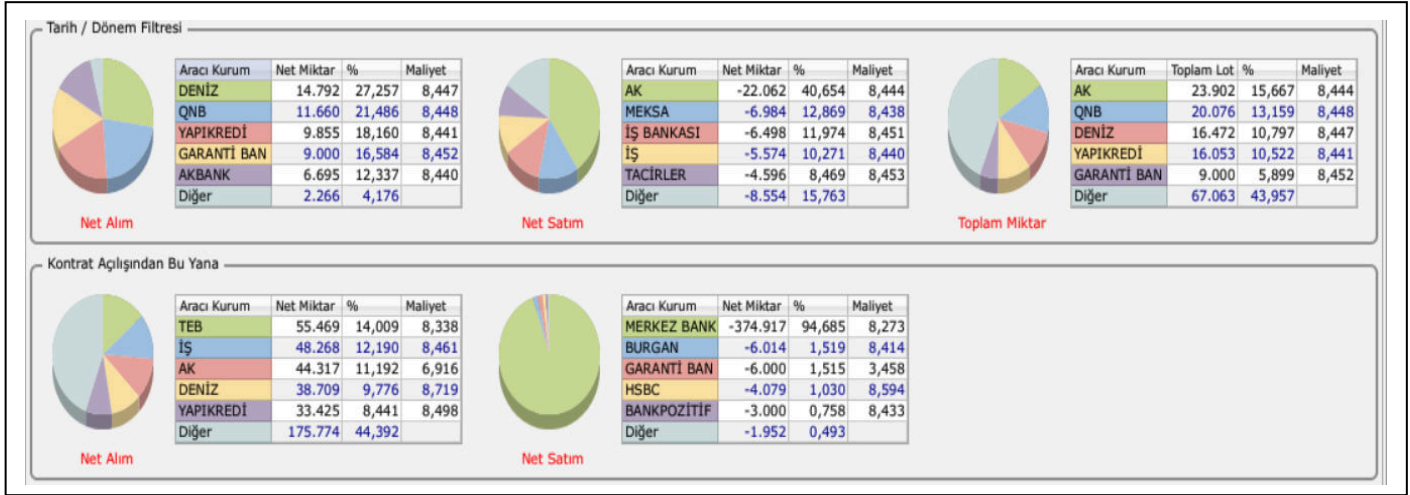 Tarih / Dönem Filtresi
Aracı Kurum Net Miktar % Maliyet
DENİZ 14.792 27,257 8,447
QNB 11.660 21,486 8,448
YAPIKREDİ 9.855 18,160 8,441
GARANTİ BAN 9.000 16,584 8,452
AKBANK 6.695 12,337 8,440
Diğer 2.266 4,176
Net Alım
Aracı Kurum Net Miktar % Maliyet
AK -22.062 40,654 8,444
MEKSA -6.984 12,869 8,438
İŞ BANKASI -6.498 11,974 8,451
İŞ -5.574 10,271 8,440
TACİRLER -4.596 8,469 8,453
Diğer -8.554 15,763
Net Satım
Aracı Kurum Toplam Lot % Maliyet
AK 23.902 15,667 8,444
QNB 20.076 13,159 8,448
DENİZ 16.472 10,797 8,447
YAPIKREDİ 16.053 10,522 8,441
GARANTİ BAN 9.000 5,899 8,452
Diğer 67.063 43,957
Toplam Miktar
Kontrat Açılışından Bu Yana
Aracı Kurum Net Miktar % Maliyet
TEB 55.469 14,009 8,338
İŞ 48.268 12,190 8,461
AK 44.317 11,192 6,916
DENİZ 38.709 9,776 8,719
YAPIKREDİ 33.425 8,441 8,498
Diğer 175.774 44,392
Net Alım
Aracı Kurum Net Miktar % Maliyet
MERKEZ BANK -374.917 94,685 8,273
BURGAN -6.014 1,519 8,414
GARANTİ BAN -6.000 1,515 3,458
HSBC -4.079 1,030 8,594
BANKPOZİTİF -3.000 0,758 8,433
Diğer -1.952 0,493
Net Satım